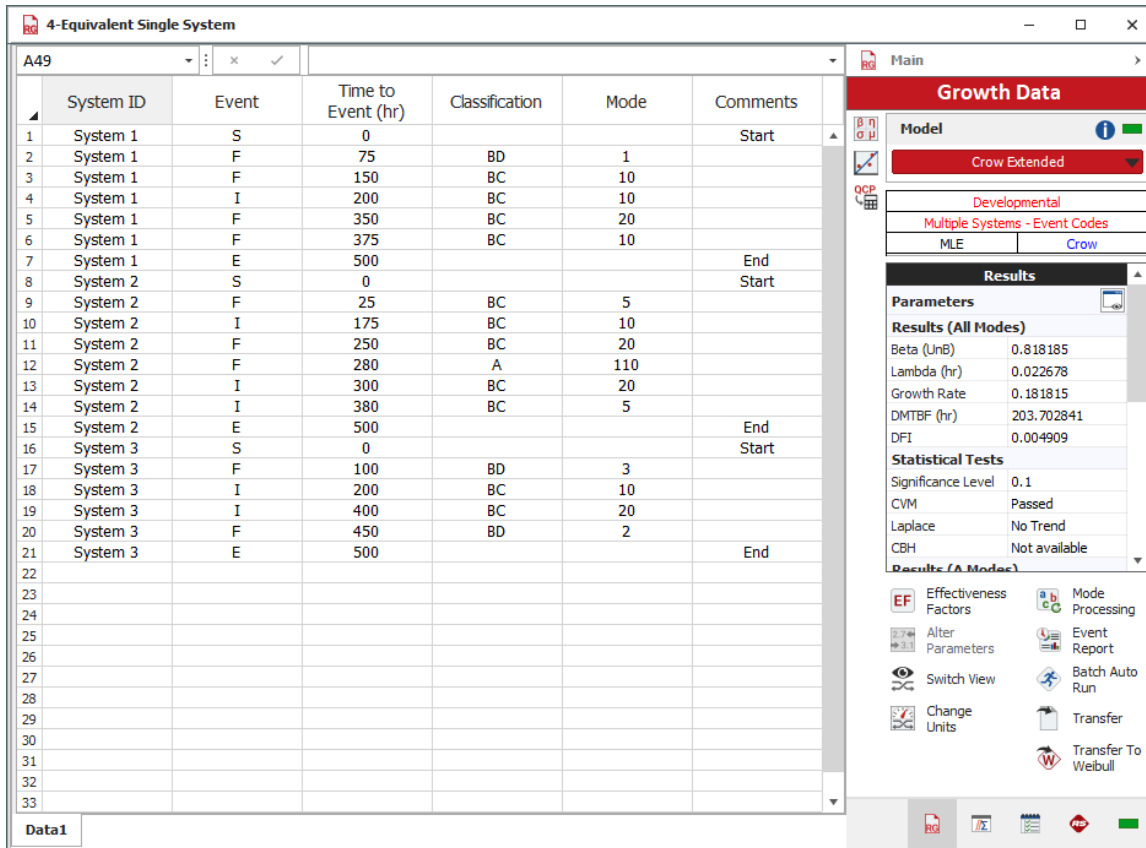 4-Equivalent Single System
A49
System ID Event Time to Event (hr) Classification Mode Comments
1 System 1 S 0 Start
2 System 1 F 75 BD 1
3 System 1 F 150 BC 10
4 System 1 I 200 BC 10
5 System 1 F 350 BC 20
6 System 1 F 375 BC 10
7 System 1 E 500 End
8 System 2 S 0 Start
9 System 2 F 25 BC 5
10 System 2 I 175 BC 10
11 System 2 F 250 BC 20
12 System 2 F 280 A 110
13 System 2 I 300 BC 20
14 System 2 I 380 BC 5
15 System 2 E 500 End
16 System 3 S 0 Start
17 System 3 F 100 BD 3
18 System 3 I 200 BC 10
19 System 3 I 400 BC 20
20 System 3 F 450 BD 2
21 System 3 E 500 End
22
23
24
25
26
27
28
29
30
31
32
33
Data1
RG Main
Growth Data
β η
σ μ
QCP
Model
Crow Extended
Developmental
Multiple Systems - Event Codes
MLE Crow
Results
Parameters
Results (All Modes)
Beta (UnB) 0.818185
Lambda (hr) 0.022678
Growth Rate 0.181815
DMTBF (hr) 203.702841
DFI 0.004909
Statistical Tests
Significance Level 0.1
CVM Passed
Laplace No Trend
CBH Not available
Results (A Modes)
EF Effectiveness Factors
Mode Processing
Alter Parameters
Event Report
Switch View
Batch Auto Run
Change Units
Transfer
Transfer To Weibull